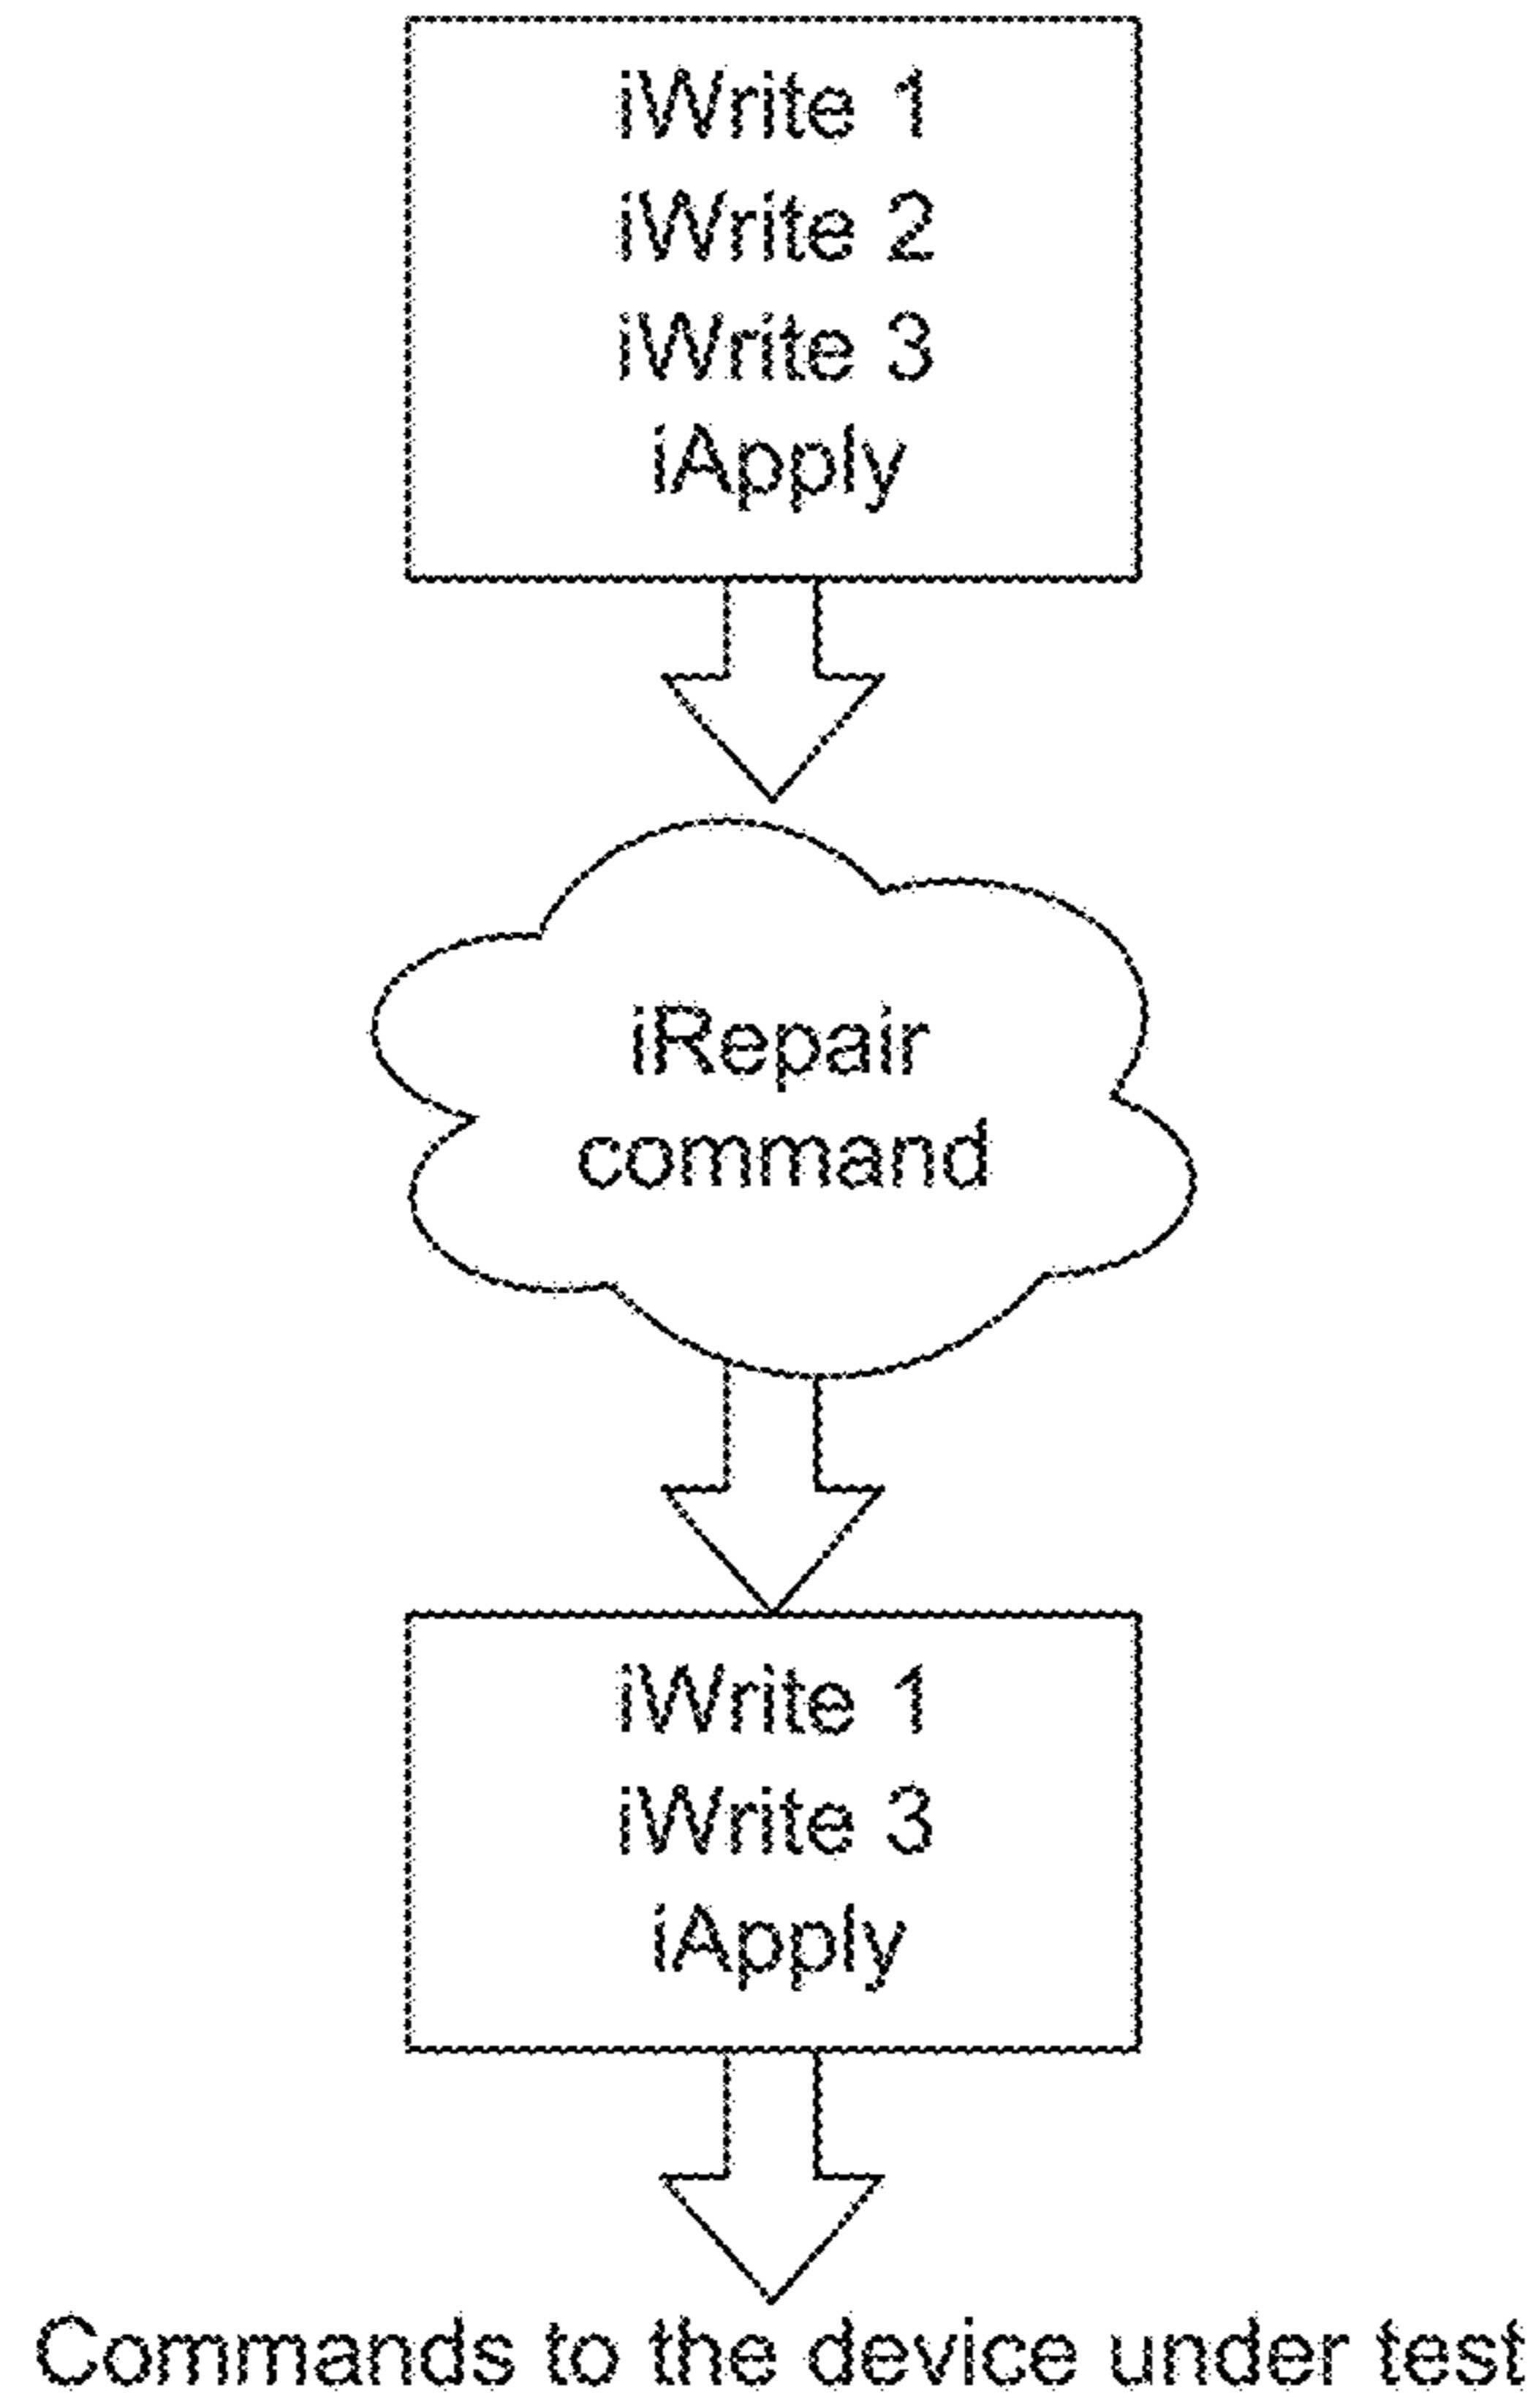 iWrite 1
iWrite 2
iWrite 3
iApply
iRepair
command
iWrite 1
iWrite 3
iApply
Commands to the device under test